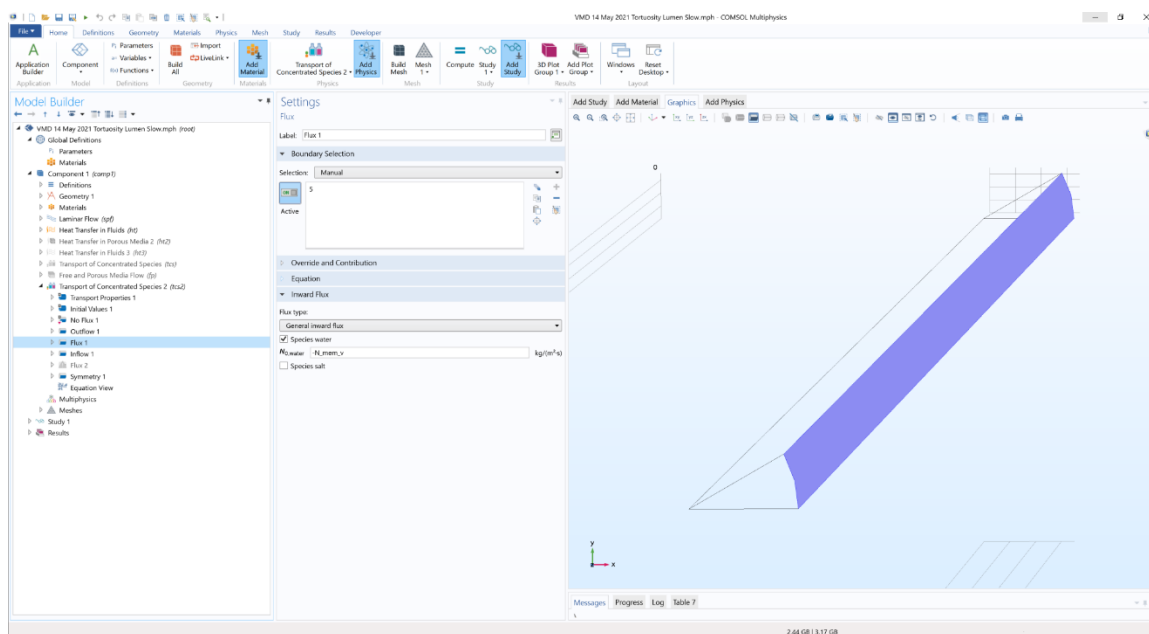 VMD 14 May 2021 Tortuosity Lumen Slow.mph - COMSOL Multiphysics
File Home Definitions Geometry Materials Physics Mesh Study Results Developer
Application Builder
Component
Pi Parameters
a= Variables
f(x) Functions
Build All
Import
LiveLink
Add Material
Transport of Concentrated Species 2
Add Physics
Build Mesh
Mesh 1
Compute
Study 1
Add Study
3D Plot Group 1
Add Plot Group
Windows
Reset Desktop
Application Model Definitions Geometry Materials Physics Mesh Study Results Layout
Model Builder
VMD 14 May 2021 Tortuosity Lumen Slow.mph (root)
Global Definitions
Pi Parameters
Materials
Component 1 (comp1)
Definitions
Geometry 1
Materials
Laminar Flow (spf)
Heat Transfer in Fluids (ht)
Heat Transfer in Porous Media 2 (ht2)
Heat Transfer in Fluids 3 (ht3)
Transport of Concentrated Species (tcs)
Free and Porous Media Flow (fp)
Transport of Concentrated Species 2 (tcs2)
Transport Properties 1
Initial Values 1
No Flux 1
Outflow 1
Flux 1
Inflow 1
Flux 2
Symmetry 1
Equation View
Multiphysics
Meshes
Study 1
Results
Settings
Flux
Label: Flux 1
Boundary Selection
Selection: Manual
5
Active
Override and Contribution
Equation
Inward Flux
Flux type:
General inward flux
Species water
N0,water -N_mem_v kg/(m²·s)
Species salt
Add Study Add Material Graphics Add Physics
0
y
x
Messages Progress Log Table 7
2.44 GB | 3.17 GB